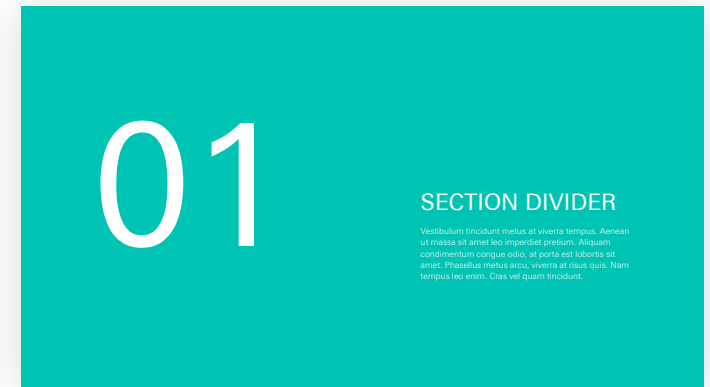 01
SECTION DIVIDER
Vestibulum tincidunt metus at viverra tempus. Aenean
ut massa sit amet leo imperdiet pretium. Aliquam
condimentum congue odio, at porta est lobortis sit
amet. Phasellus metus arcu, viverra at risus quis. Nam
tempus leo enim. Cras vel quam tincidunt.